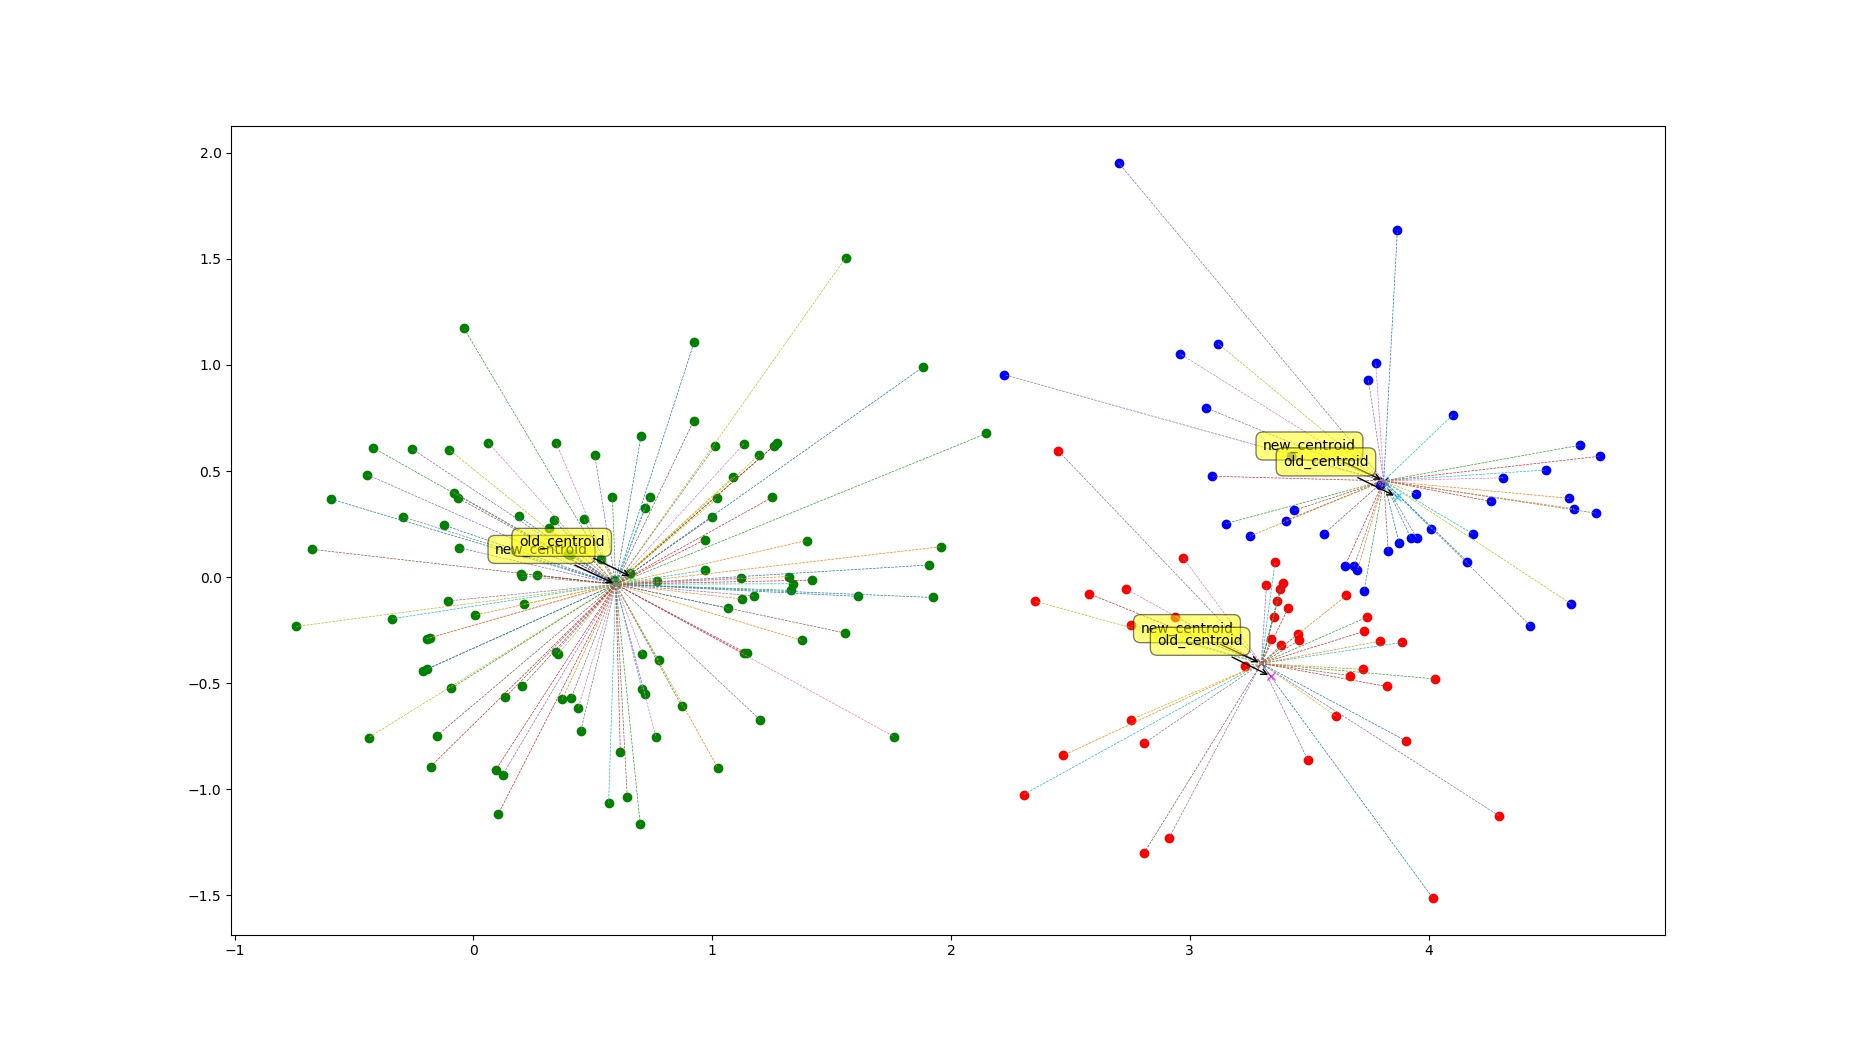 2.0
1.5
1.0
0.5
0.0
−0.5
−1.0
−1.5
new_centroid
old_centroid
old_centroid
new_centroid
new_centroid
old_centroid
−1
0
1
2
3
4